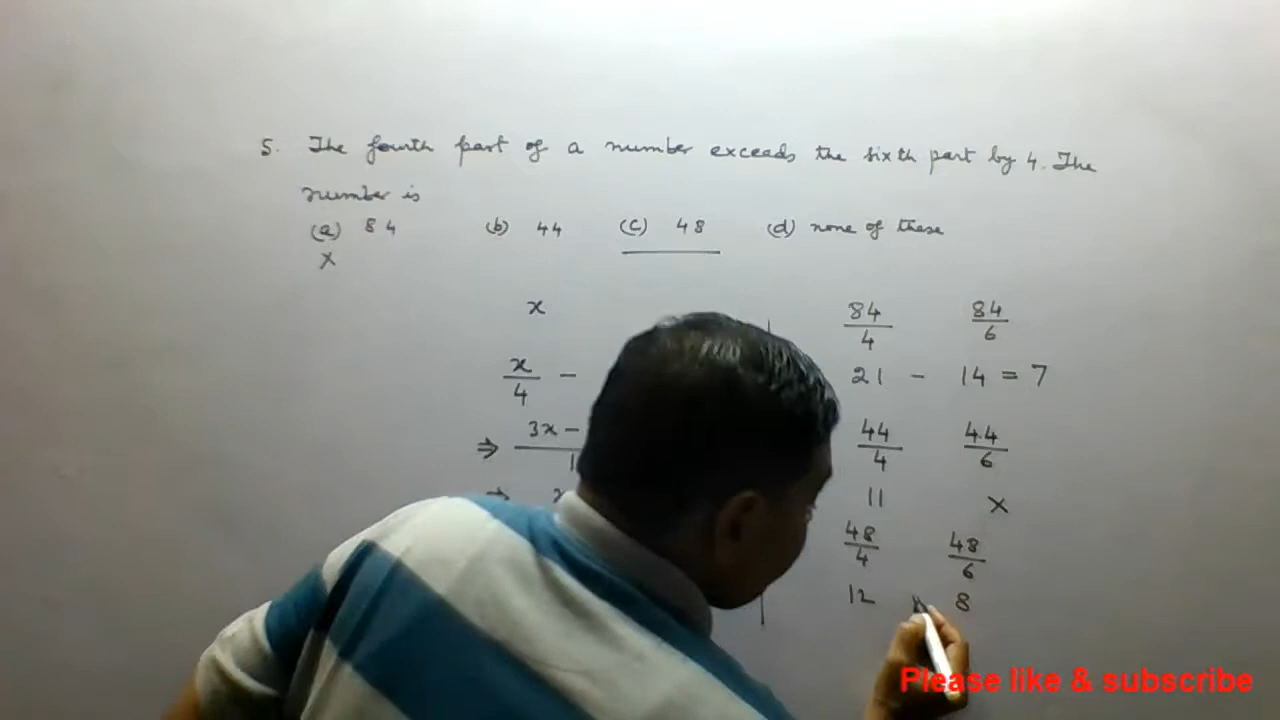 5. The fourth part of a number exceeds the sixth part by 4. The
number is
(a) 84 (b) 44 (c) 48 (d) none of these
X
x
x/4 -
⇒ 3x -
21 - 14 = 7
84/4 84/6
44/4 44/6
11 X
48/4 48/6
12 8
Please like & subscribe